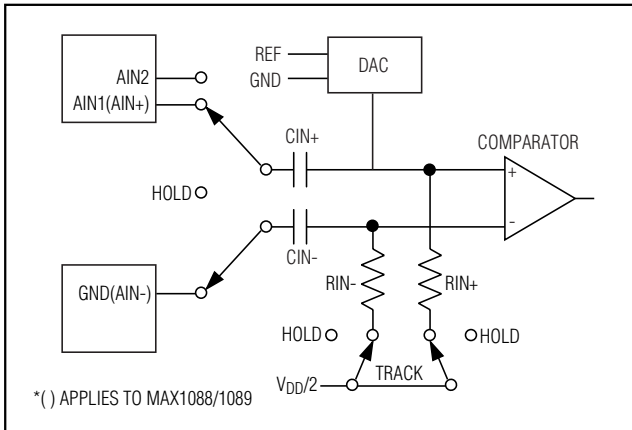 REF
GND
DAC
AIN2
AIN1(AIN+)
CIN+
COMPARATOR
+
-
HOLD
CIN-
GND(AIN-)
RIN-
RIN+
HOLD
HOLD
TRACK
VDD/2
*( ) APPLIES TO MAX1088/1089